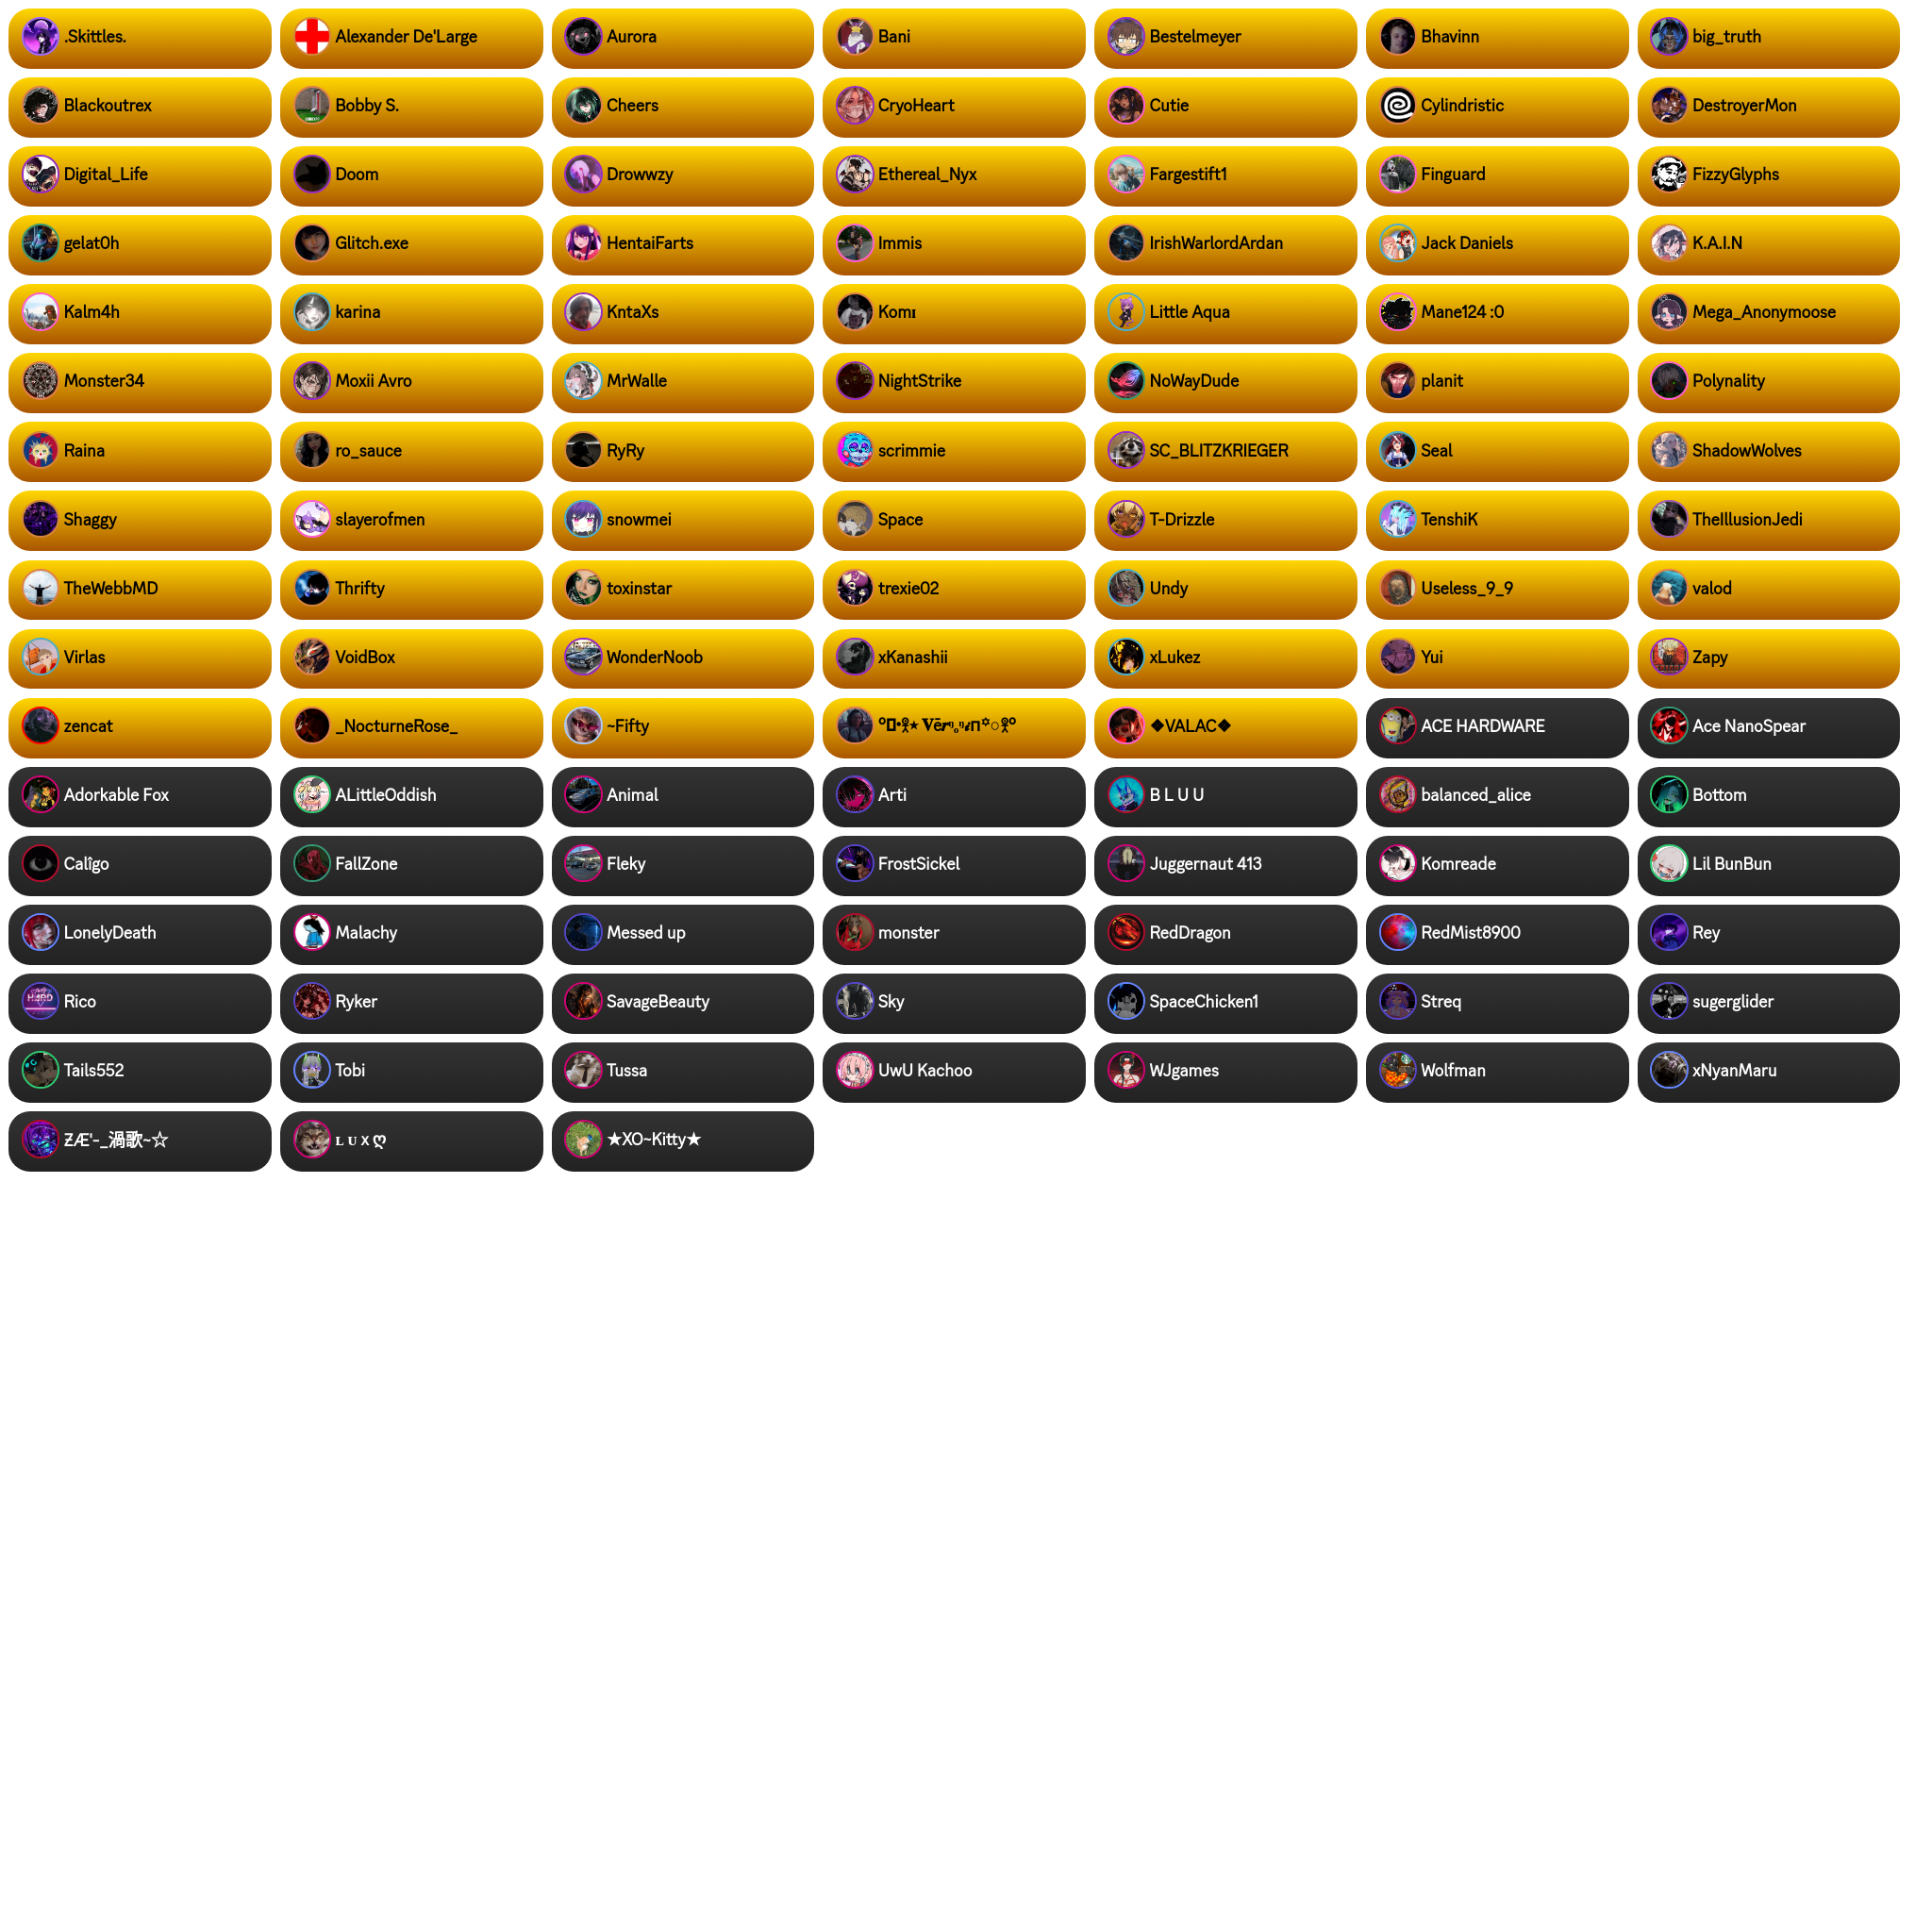 .Skittles.
Alexander De'Large
Aurora
Bani
Bestelmeyer
Bhavinn
big_truth
Blackoutrex
Bobby S.
Cheers
CryoHeart
Cutie
Cylindristic
DestroyerMon
Digital_Life
Doom
Drowwzy
Ethereal_Nyx
Fargestift1
Finguard
FizzyGlyphs
gelat0h
Glitch.exe
HentaiFarts
Immis
IrishWarlordArdan
Jack Daniels
K.A.I.N
Kalm4h
karina
KntaXs
Komɪ
Little Aqua
Mane124 :0
Mega_Anonymoose
Monster34
Moxii Avro
MrWalle
NightStrike
NoWayDude
planit
Polynality
Raina
ro_sauce
RyRy
scrimmie
SC_BLITZKRIEGER
Seal
ShadowWolves
Shaggy
slayerofmen
snowmei
Space
T-Drizzle
TenshiK
TheIllusionJedi
TheWebbMD
Thrifty
toxinstar
trexie02
Undy
Useless_9_9
valod
Virlas
VoidBox
WonderNoob
xKanashii
xLukez
Yui
Zapy
zencat
_NocturneRose_
~Fifty
❖VALAC❖
ACE HARDWARE
Ace NanoSpear
Adorkable Fox
ALittleOddish
Animal
Arti
B L U U
balanced_alice
Bottom
Calîgo
FallZone
Fleky
FrostSickel
Juggernaut 413
Komreade
Lil BunBun
LonelyDeath
Malachy
Messed up
monster
RedDragon
RedMist8900
Rey
Rico
Ryker
SavageBeauty
Sky
SpaceChicken1
Streq
sugerglider
Tails552
Tobi
Tussa
UwU Kachoo
WJgames
Wolfman
xNyanMaru
ƵÆ'-_渦歌~☆
ʟ ᴜ x ღ
★XO~Kitty★